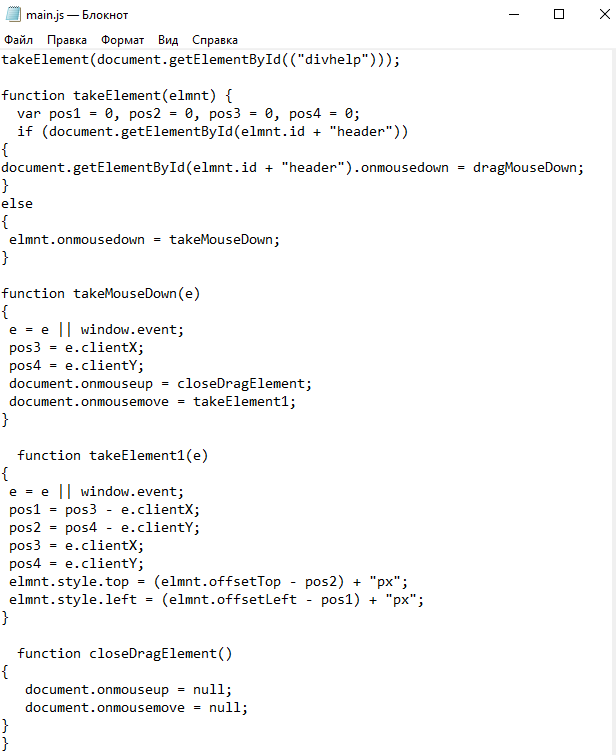 main.js — Блокнот
Файл Правка Формат Вид Справка
takeElement(document.getElementById(("divhelp")));

function takeElement(elmnt) {
  var pos1 = 0, pos2 = 0, pos3 = 0, pos4 = 0;
  if (document.getElementById(elmnt.id + "header"))
{
document.getElementById(elmnt.id + "header").onmousedown = dragMouseDown;
}
else
{
 elmnt.onmousedown = takeMouseDown;
}

function takeMouseDown(e)
{
 e = e || window.event;
 pos3 = e.clientX;
 pos4 = e.clientY;
 document.onmouseup = closeDragElement;
 document.onmousemove = takeElement1;
}

  function takeElement1(e)
{
 e = e || window.event;
 pos1 = pos3 - e.clientX;
 pos2 = pos4 - e.clientY;
 pos3 = e.clientX;
 pos4 = e.clientY;
 elmnt.style.top = (elmnt.offsetTop - pos2) + "px";
 elmnt.style.left = (elmnt.offsetLeft - pos1) + "px";
}

  function closeDragElement()
{
   document.onmouseup = null;
   document.onmousemove = null;
}
}